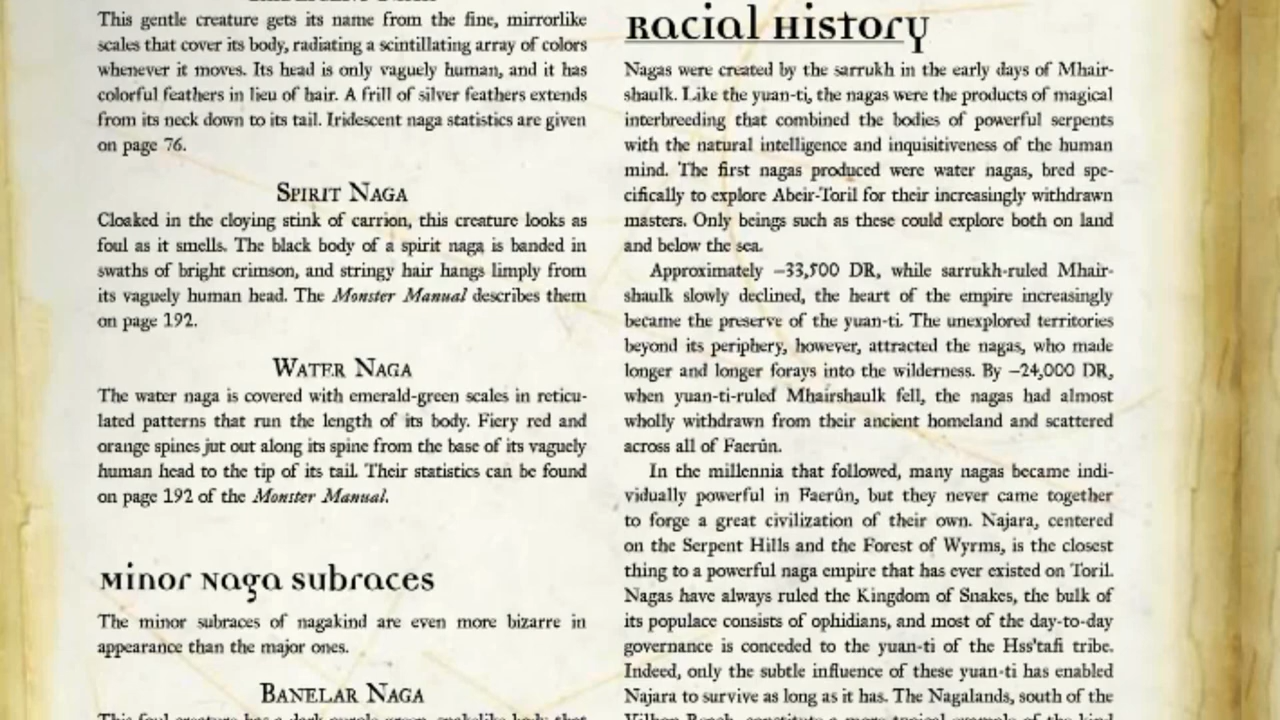 This gentle creature gets its name from the fine, mirrorlike
scales that cover its body, radiating a scintillating array of colors
whenever it moves. Its head is only vaguely human, and it has
colorful feathers in lieu of hair. A frill of silver feathers extends
from its neck down to its tail. Iridescent naga statistics are given
on page 76.
Spirit Naga
Cloaked in the cloying stink of carrion, this creature looks as
foul as it smells. The black body of a spirit naga is banded in
swaths of bright crimson, and stringy hair hangs limply from
its vaguely human head. The Monster Manual describes them
on page 192.
Water Naga
The water naga is covered with emerald-green scales in reticu-
lated patterns that run the length of its body. Fiery red and
orange spines jut out along its spine from the base of its vaguely
human head to the tip of its tail. Their statistics can be found
on page 192 of the Monster Manual.
Minor Naga Subraces
The minor subraces of nagakind are even more bizarre in
appearance than the major ones.
Banelar Naga
Racial History
Nagas were created by the sarrukh in the early days of Mhair-
shaulk. Like the yuan-ti, the nagas were the products of magical
interbreeding that combined the bodies of powerful serpents
with the natural intelligence and inquisitiveness of the human
mind. The first nagas produced were water nagas, bred spe-
cifically to explore Abeir-Toril for their increasingly withdrawn
masters. Only beings such as these could explore both on land
and below the sea.
Approximately –33,500 DR, while sarrukh-ruled Mhair-
shaulk slowly declined, the heart of the empire increasingly
became the preserve of the yuan-ti. The unexplored territories
beyond its periphery, however, attracted the nagas, who made
longer and longer forays into the wilderness. By –24,000 DR,
when yuan-ti-ruled Mhairshaulk fell, the nagas had almost
wholly withdrawn from their ancient homeland and scattered
across all of Faerûn.
In the millennia that followed, many nagas became indi-
vidually powerful in Faerûn, but they never came together
to forge a great civilization of their own. Najara, centered
on the Serpent Hills and the Forest of Wyrms, is the closest
thing to a powerful naga empire that has ever existed on Toril.
Nagas have always ruled the Kingdom of Snakes, the bulk of
its populace consists of ophidians, and most of the day-to-day
governance is conceded to the yuan-ti of the Hss'tafi tribe.
Indeed, only the subtle influence of these yuan-ti has enabled
Najara to survive as long as it has. The Nagalands, south of the